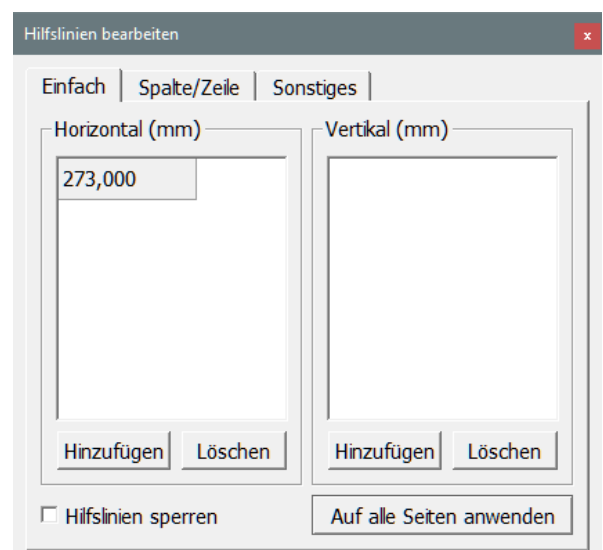 Hilfslinien bearbeiten x
Einfach Spalte/Zeile Sonstiges
Horizontal (mm) Vertikal (mm)
273,000
Hinzufügen Löschen Hinzufügen Löschen
Hilfslinien sperren Auf alle Seiten anwenden